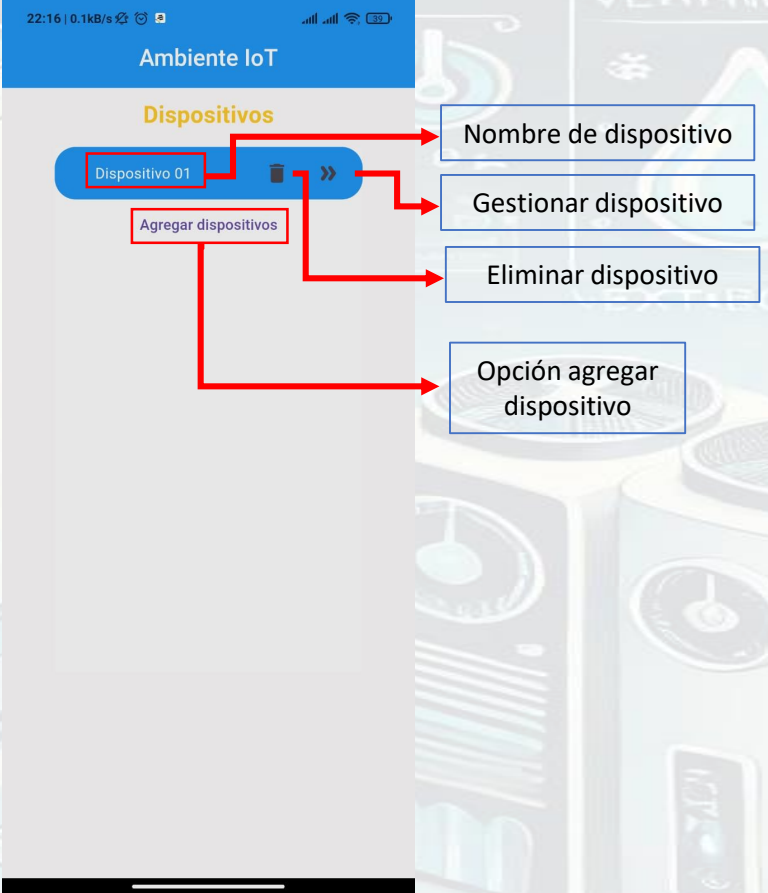 22:16 | 0.1kB/s
39
Ambiente IoT
Dispositivos
Dispositivo 01
Agregar dispositivos
Nombre de dispositivo
Gestionar dispositivo
Eliminar dispositivo
Opción agregar
dispositivo